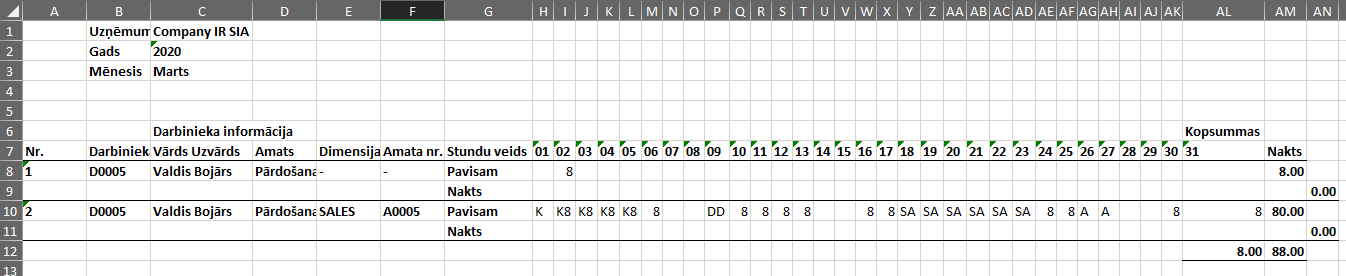 A B C D E F G H I J K L M N O P Q R S T U V W X Y Z AA AB AC AD AE AF AG AH AI AJ AK AL AM AN
1 Uzņēmum Company IR SIA
2 Gads 2020
3 Mēnesis Marts
4
5
6 Darbinieka informācija Kopsummas
7 Nr. Darbiniek Vārds Uzvārds Amats Dimensija Amata nr. Stundu veids 01 02 03 04 05 06 07 08 09 10 11 12 13 14 15 16 17 18 19 20 21 22 23 24 25 26 27 28 29 30 31 Nakts
8 1 D0005 Valdis Bojārs Pārdošana - - Pavisam 8 8.00
9 Nakts 0.00
10 2 D0005 Valdis Bojārs Pārdošana SALES A0005 Pavisam K K8 K8 K8 K8 8 DD 8 8 8 8 8 8 SA SA SA SA SA SA 8 8 A A 8 8 80.00
11 Nakts 0.00
12 8.00 88.00
13